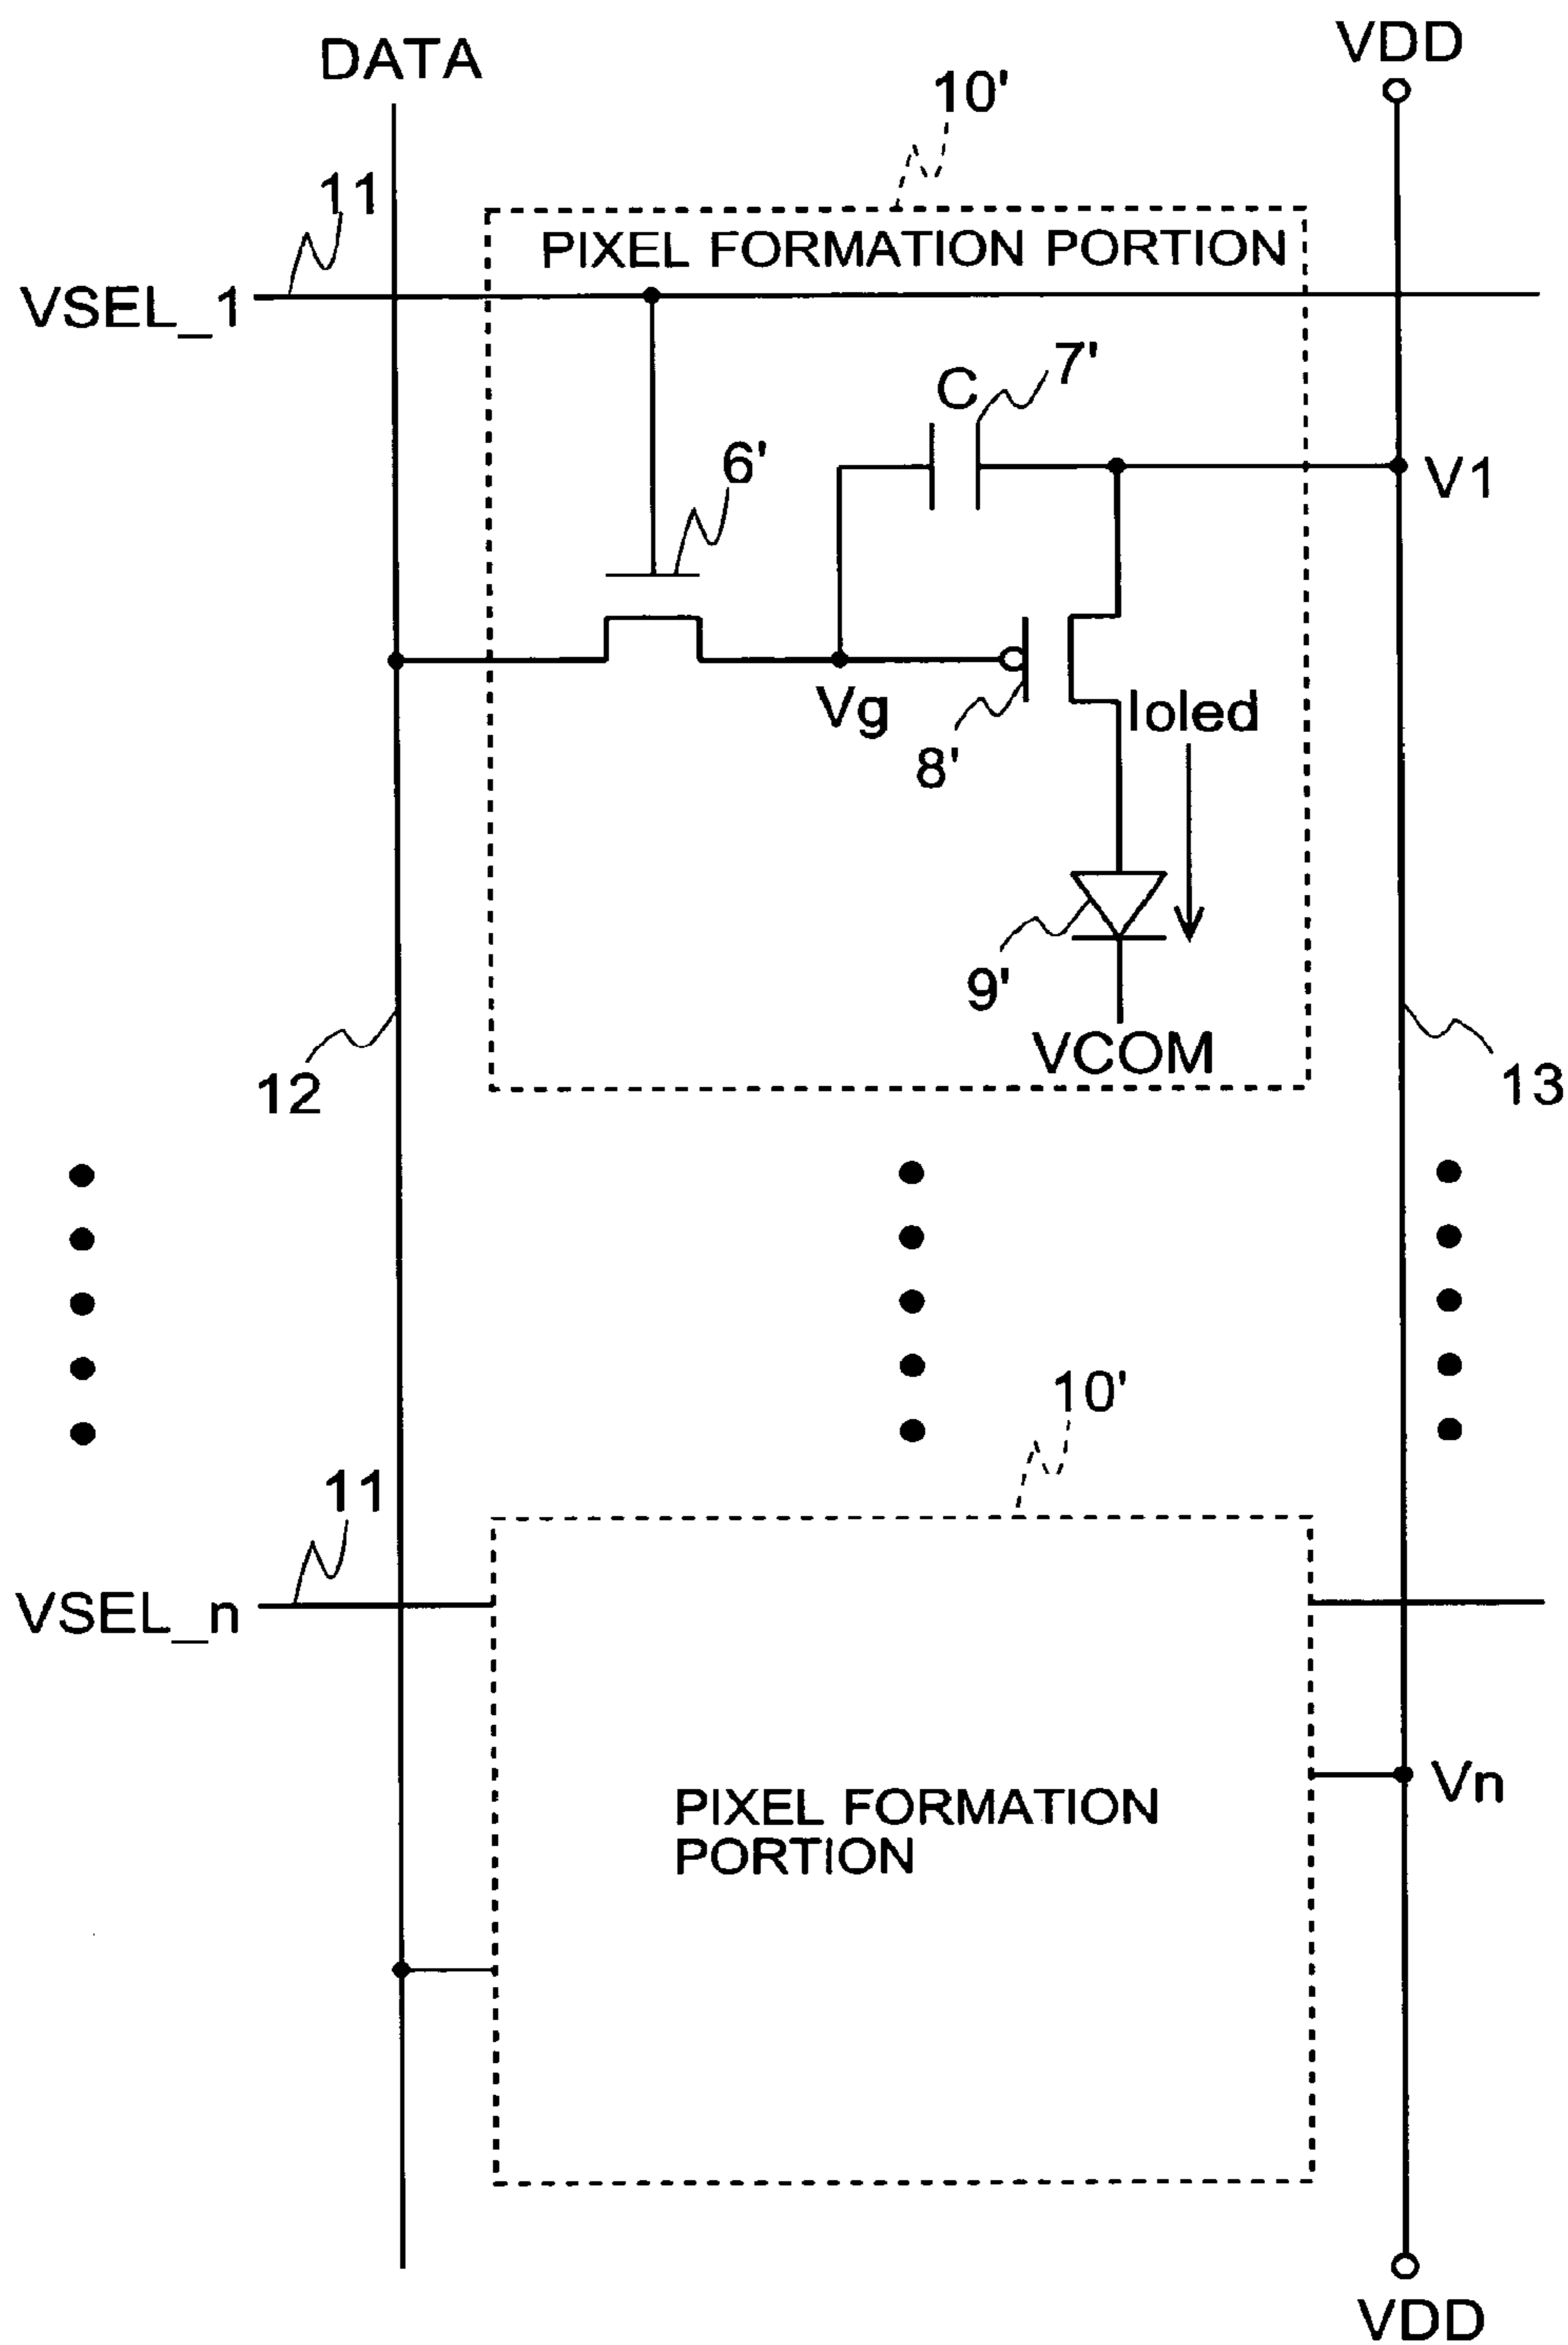 DATA
VDD
10'
11
PIXEL FORMATION PORTION
VSEL_1
C
7'
6'
V1
Vg
Ioled
8'
9'
VCOM
12
13
10'
11
VSEL_n
Vn
PIXEL FORMATION
PORTION
VDD